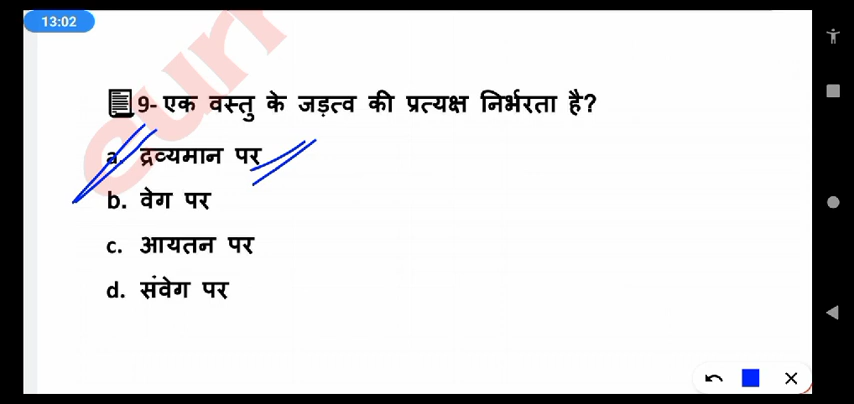 13:02
9- एक वस्तु के जड़त्व की प्रत्यक्ष निर्भरता है?
a. द्रव्यमान पर
b. वेग पर
c. आयतन पर
d. संवेग पर